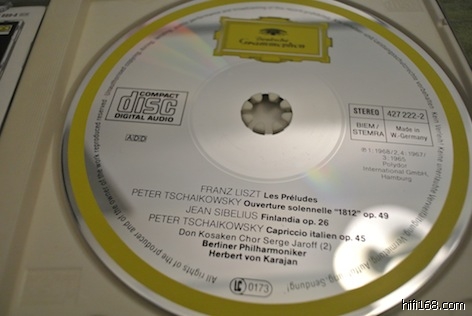 Deutsche
Grammophon
COMPACT
disc
DIGITAL AUDIO
ADD
STEREO
427 222-2
BIEM/
STEMRA
Made in
W.-Germany
Ⓟ 1: 1968/2,4: 1967/
3: 1965
Polydor
International GmbH,
Hamburg
FRANZ LISZT Les Préludes
PETER TSCHAIKOWSKY Ouverture solennelle "1812" op. 49
JEAN SIBELIUS Finlandia op. 26
PETER TSCHAIKOWSKY Capriccio italien op. 45
Don Kosaken Chor Serge Jaroff (2)
Berliner Philharmoniker
Herbert von Karajan
LC 0173
All rights of the producer and of the owner of the work reproduced reserved.
hifi168.com